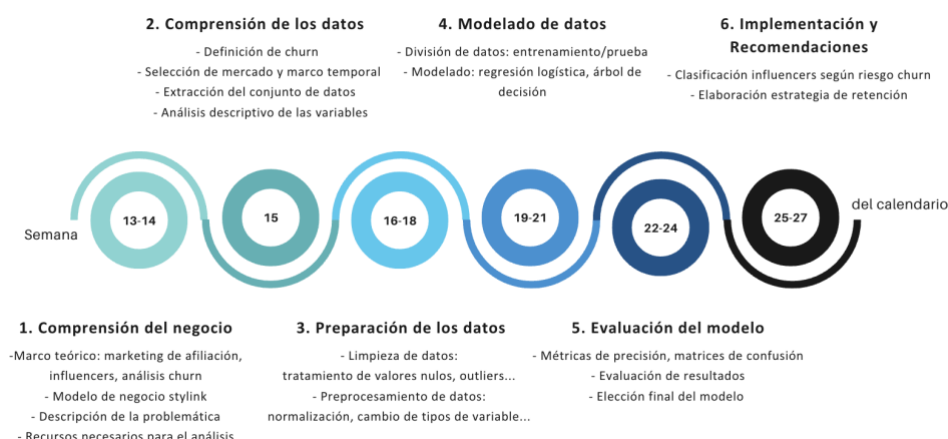 2. Comprensión de los datos
- Definición de churn
- Selección de mercado y marco temporal
- Extracción del conjunto de datos
- Análisis descriptivo de las variables
4. Modelado de datos
- División de datos: entrenamiento/prueba
- Modelado: regresión logística, árbol de
decisión
6. Implementación y
Recomendaciones
- Clasificación influencers según riesgo churn
- Elaboración estrategia de retención
Semana
13-14
15
16-18
19-21
22-24
25-27
del calendario
1. Comprensión del negocio
-Marco teórico: marketing de afiliación,
influencers, análisis churn
- Modelo de negocio stylink
- Descripción de la problemática
- Recursos necesarios para el análisis
3. Preparación de los datos
- Limpieza de datos:
tratamiento de valores nulos, outliers...
- Preprocesamiento de datos:
normalización, cambio de tipos de variable...
5. Evaluación del modelo
- Métricas de precisión, matrices de confusión
- Evaluación de resultados
- Elección final del modelo